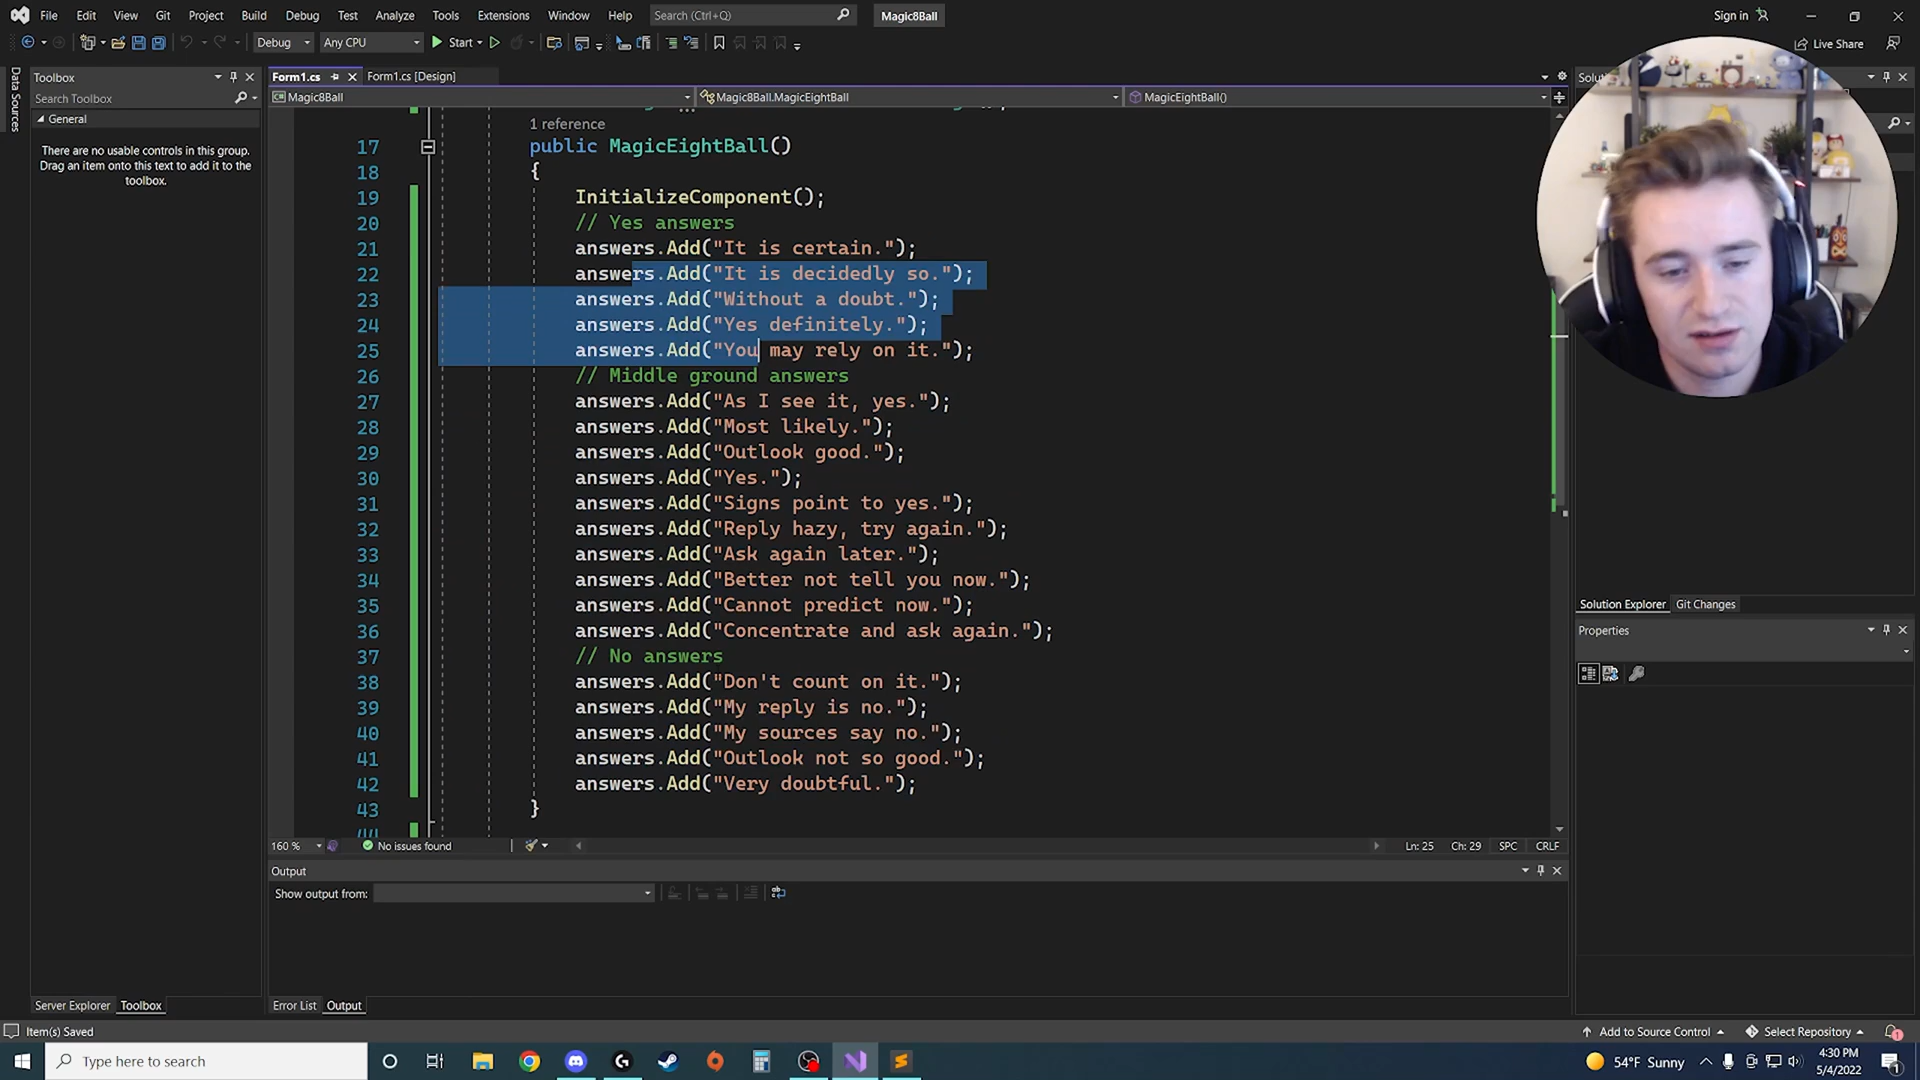 File Edit View Git Project Build Debug Test Analyze Tools Extensions Window Help Search (Ctrl+Q) Magic8Ball Sign in
Debug Any CPU Start Live Share
Data Sources
Toolbox
Search Toolbox
General
There are no usable controls in this group.
Drag an item onto this text to add it to the
toolbox.
Form1.cs Form1.cs [Design]
Magic8Ball Magic8Ball.MagicEightBall MagicEightBall()
1 reference
17 public MagicEightBall()
18 {
19 InitializeComponent();
20 // Yes answers
21 answers.Add("It is certain.");
22 answers.Add("It is decidedly so.");
23 answers.Add("Without a doubt.");
24 answers.Add("Yes definitely.");
25 answers.Add("You may rely on it.");
26 // Middle ground answers
27 answers.Add("As I see it, yes.");
28 answers.Add("Most likely.");
29 answers.Add("Outlook good.");
30 answers.Add("Yes.");
31 answers.Add("Signs point to yes.");
32 answers.Add("Reply hazy, try again.");
33 answers.Add("Ask again later.");
34 answers.Add("Better not tell you now.");
35 answers.Add("Cannot predict now.");
36 answers.Add("Concentrate and ask again.");
37 // No answers
38 answers.Add("Don't count on it.");
39 answers.Add("My reply is no.");
40 answers.Add("My sources say no.");
41 answers.Add("Outlook not so good.");
42 answers.Add("Very doubtful.");
43 }
44
160 % No issues found Ln: 25 Ch: 29 SPC CRLF
Output
Show output from:
Error List Output
Server Explorer Toolbox
Solution Explorer Git Changes
Properties
Item(s) Saved Add to Source Control Select Repository 1
Type here to search 54°F Sunny 4:30 PM
5/4/2022 1